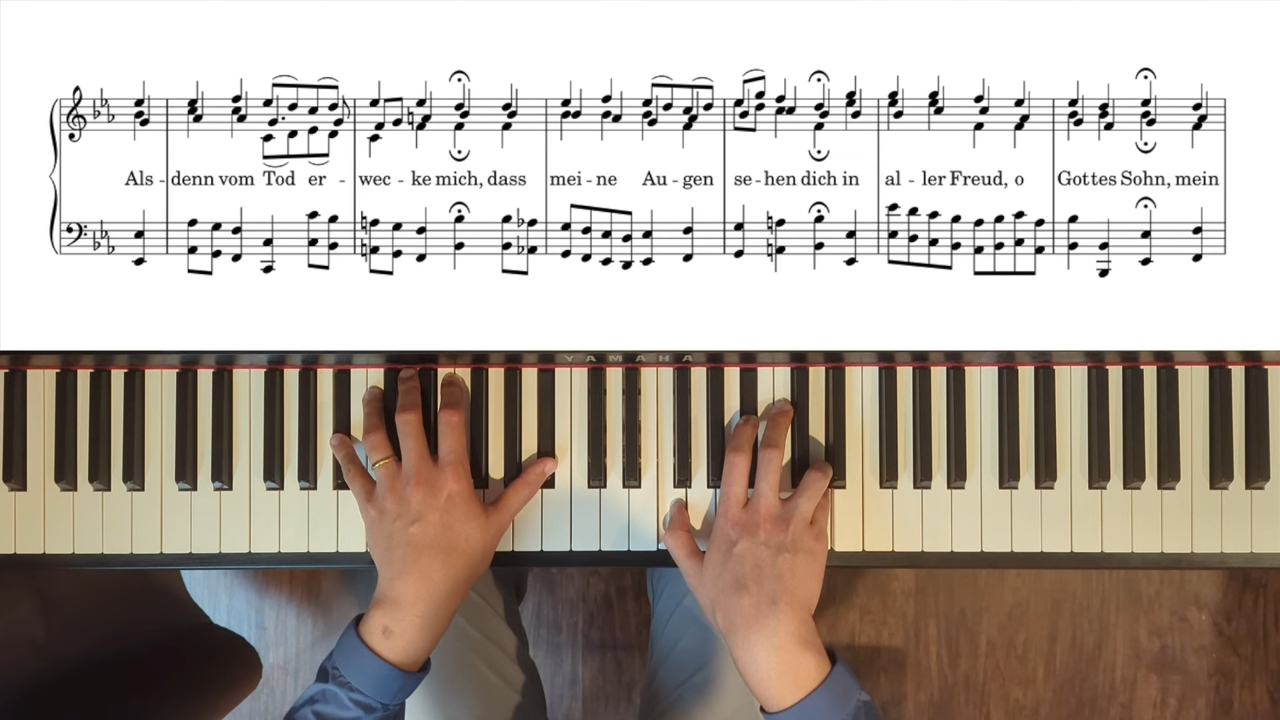 Als - denn vom Tod er - wec - ke mich, dass mei - ne Au - gen se - hen dich in al - ler Freud, o Gottes Sohn, mein
YAMAHA